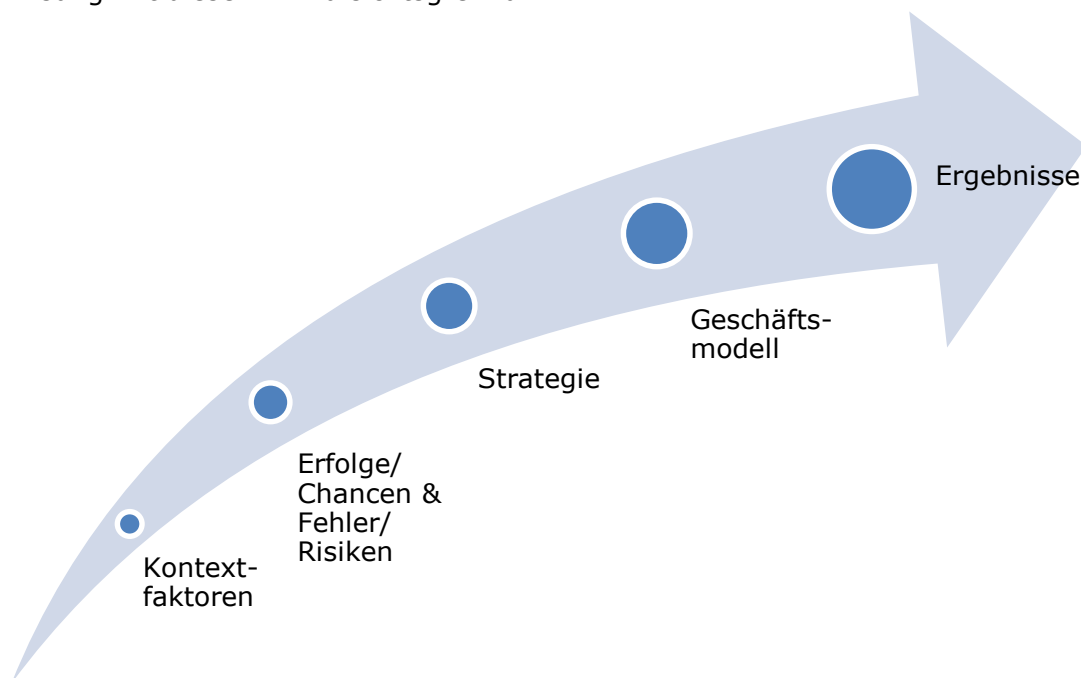 Ergebnisse
Geschäfts-
modell
Strategie
Erfolge/
Chancen &
Fehler/
Risiken
Kontext-
faktoren